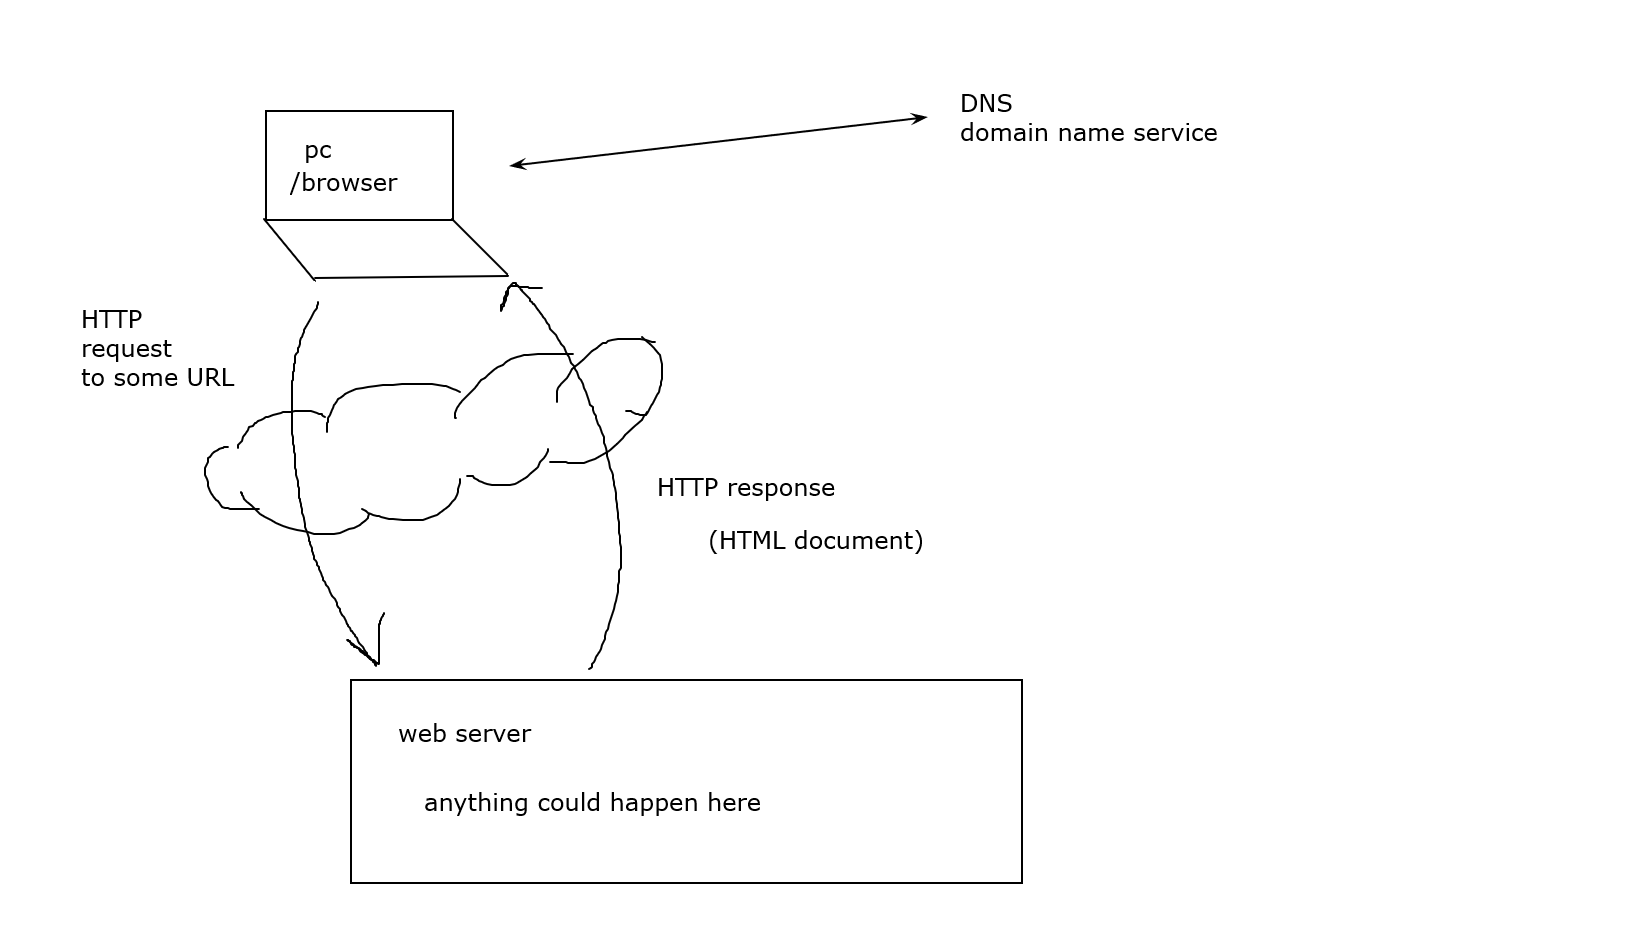 DNS
domain name service
pc
/browser
HTTP
request
to some URL
HTTP response
(HTML document)
web server
anything could happen here